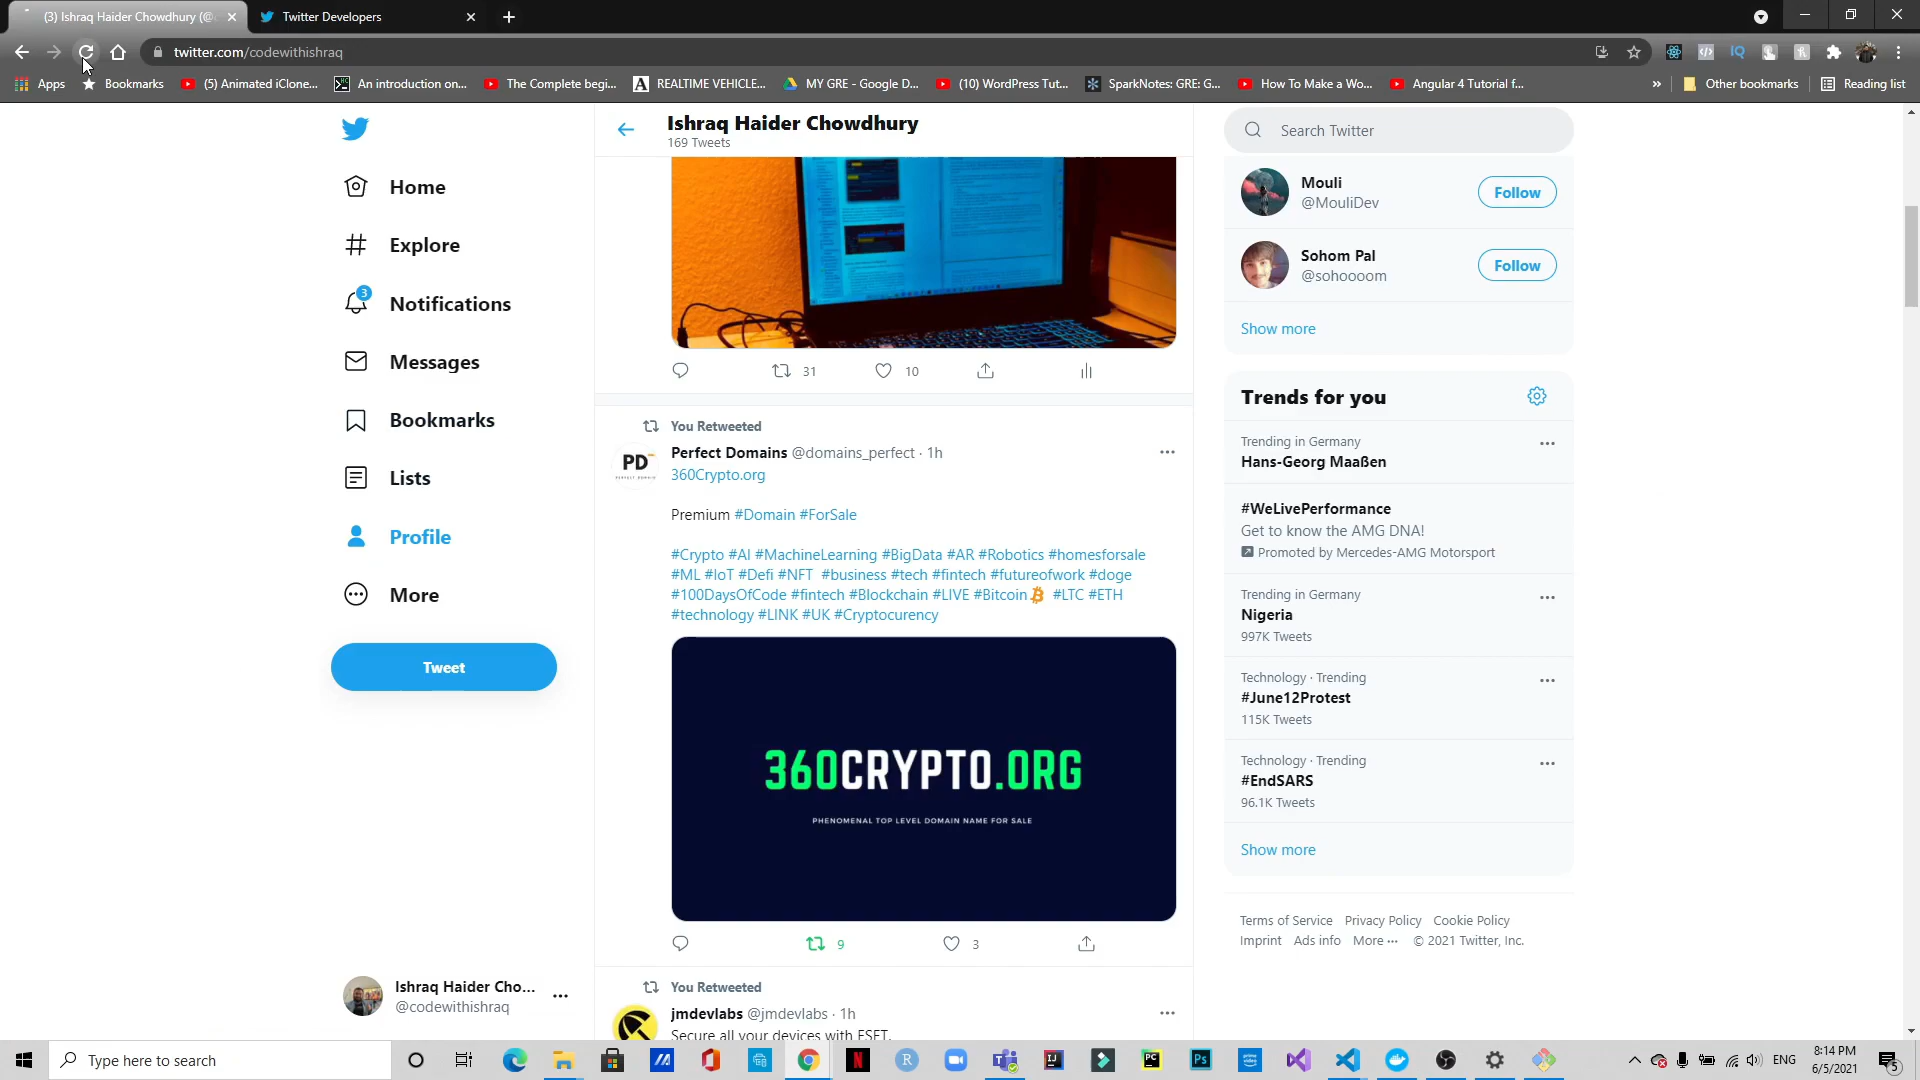 (3) Ishraq Haider Chowdhury (@c
Twitter Developers
twitter.com/codewithishraq
Apps
Bookmarks
(5) Animated iClone...
An introduction on...
The Complete begi...
REALTIME VEHICLE...
MY GRE - Google D...
(10) WordPress Tut...
SparkNotes: GRE: G...
How To Make a Wo...
Angular 4 Tutorial f...
Other bookmarks
Reading list
Home
Explore
3
Notifications
Messages
Bookmarks
Lists
Profile
More
Tweet
Ishraq Haider Cho...
@codewithishraq
Ishraq Haider Chowdhury
169 Tweets
31
10
You Retweeted
PD
Perfect Domains @domains_perfect · 1h
360Crypto.org
Premium #Domain #ForSale
#Crypto #AI #MachineLearning #BigData #AR #Robotics #homesforsale
#ML #IoT #Defi #NFT #business #tech #fintech #futureofwork #doge
#100DaysOfCode #fintech #Blockchain #LIVE #Bitcoin #LTC #ETH
#technology #LINK #UK #Cryptocurency
360CRYPTO.ORG
PHENOMENAL TOP LEVEL DOMAIN NAME FOR SALE
9
3
You Retweeted
jmdevlabs @jmdevlabs · 1h
Secure all your devices with ESET.
Search Twitter
Mouli
@MouliDev
Follow
Sohom Pal
@sohoooom
Follow
Show more
Trends for you
Trending in Germany
Hans-Georg Maaßen
#WeLivePerformance
Get to know the AMG DNA!
Promoted by Mercedes-AMG Motorsport
Trending in Germany
Nigeria
997K Tweets
Technology · Trending
#June12Protest
115K Tweets
Technology · Trending
#EndSARS
96.1K Tweets
Show more
Terms of Service Privacy Policy Cookie Policy
Imprint Ads info More ··· © 2021 Twitter, Inc.
Type here to search
ENG
8:14 PM
6/5/2021
5